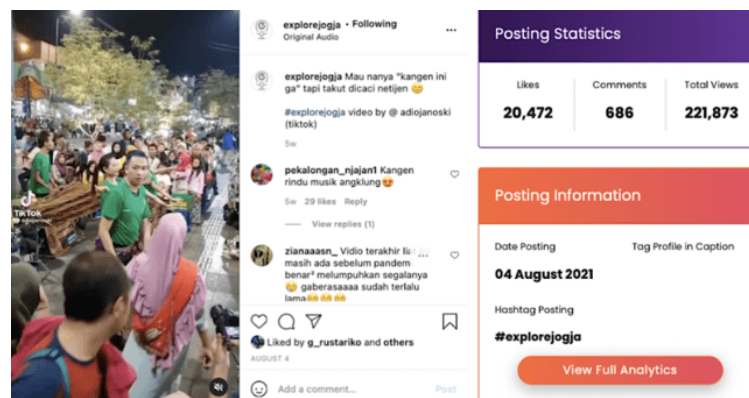 TikTok
explorejogja • Following
Original Audio
explorejogja Mau nanya "kangen ini
ga" tapi takut dicaci netijen 
#explorejogja video by @ adiojanoski
(tiktok)
5w
pekalongan_njajan1 Kangen
rindu musik angklung
5w 29 likes Reply
View replies (1)
zianaaasn_ Vidio terakhir
masih ada sebelum pandem
benar² melumpuhkan segalanya
gaberasaaaa sudah terlalu
lama
Liked by g_rustariko and others
AUGUST 4
Add a comment... Post
Posting Statistics
Likes Comments Total Views
20,472 686 221,873
Posting Information
Date Posting Tag Profile in Caption
04 August 2021
Hashtag Posting
#explorejogja
View Full Analytics